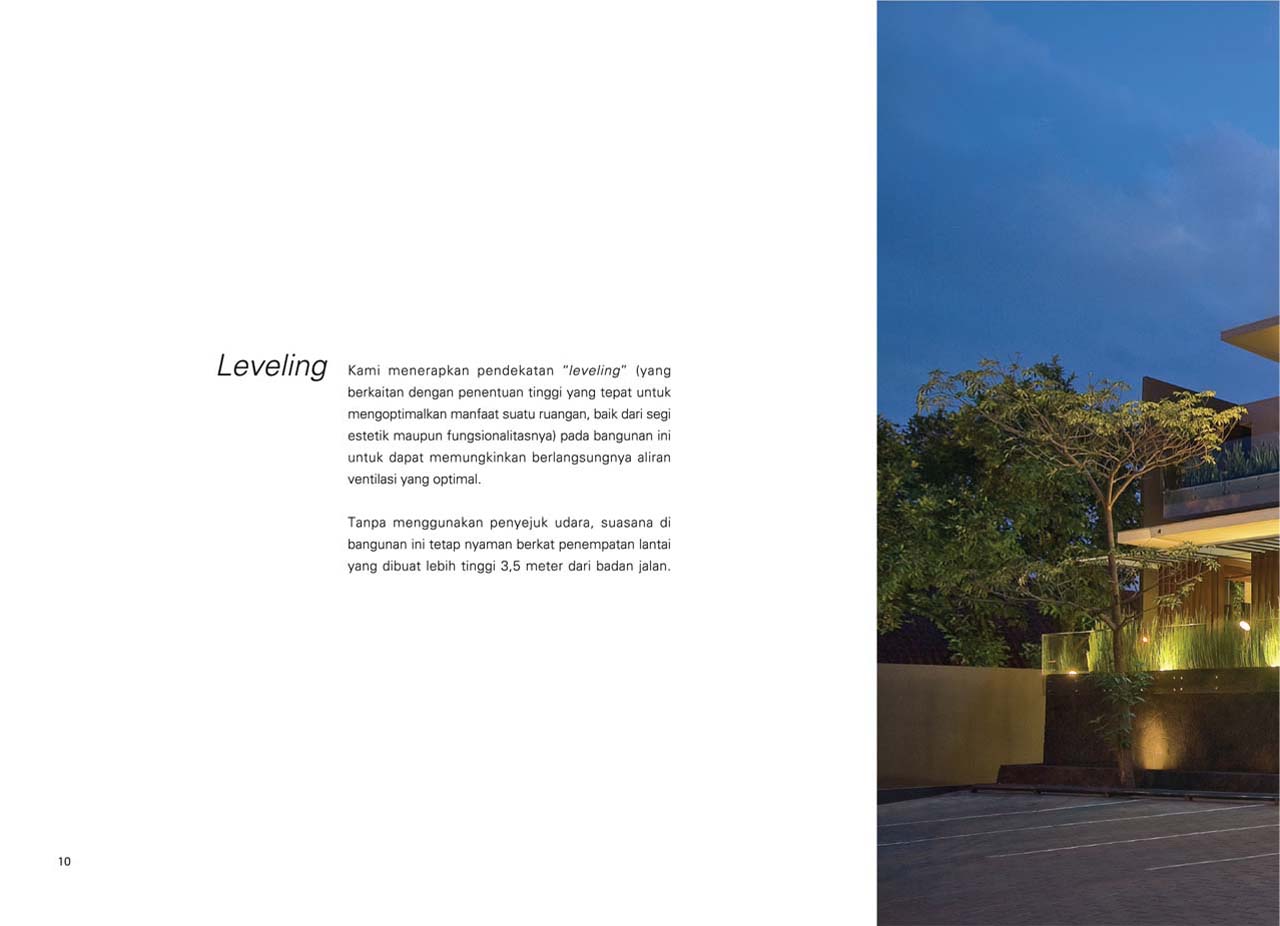 Leveling
Kami menerapkan pendekatan “leveling” (yang
berkaitan dengan penentuan tinggi yang tepat untuk
mengoptimalkan manfaat suatu ruangan, baik dari segi
estetik maupun fungsionalitasnya) pada bangunan ini
untuk dapat memungkinkan berlangsungnya aliran
ventilasi yang optimal.
Tanpa menggunakan penyejuk udara, suasana di
bangunan ini tetap nyaman berkat penempatan lantai
yang dibuat lebih tinggi 3,5 meter dari badan jalan.
10